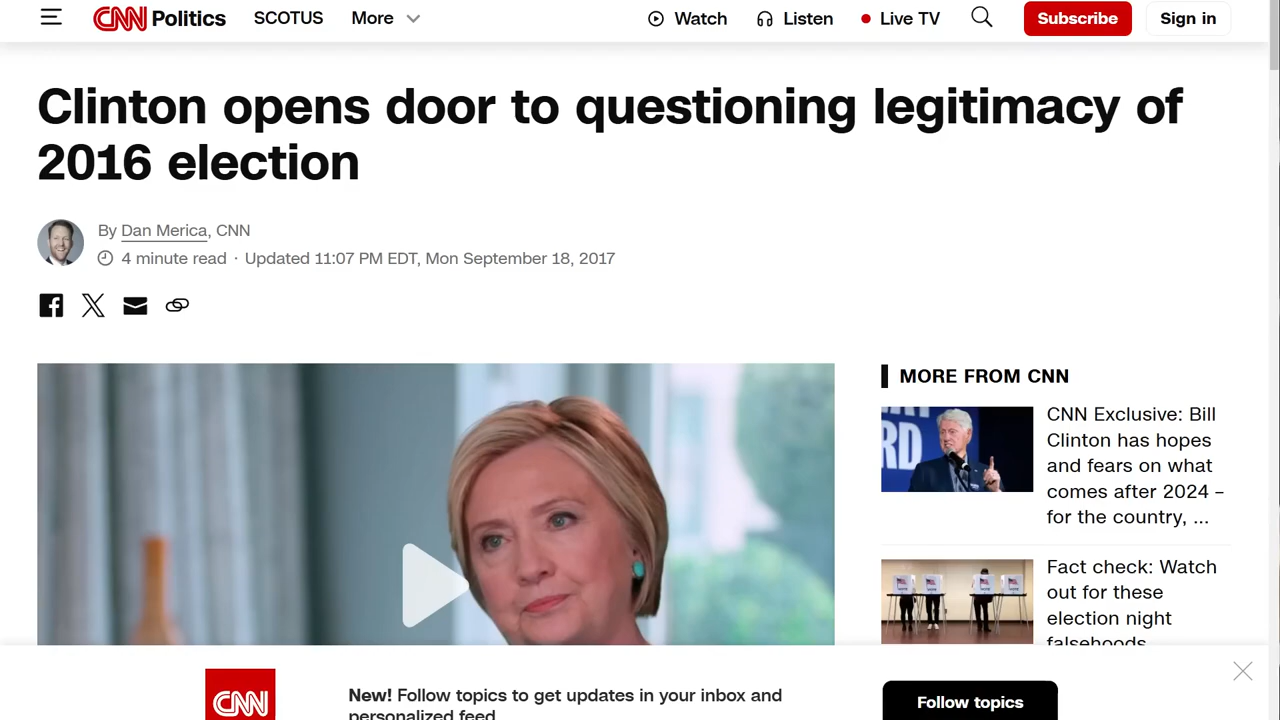 CNN Politics SCOTUS More Watch Listen Live TV Subscribe Sign in
Clinton opens door to questioning legitimacy of
2016 election
By Dan Merica, CNN
4 minute read · Updated 11:07 PM EDT, Mon September 18, 2017
MORE FROM CNN
RD
CNN Exclusive: Bill
Clinton has hopes
and fears on what
comes after 2024 –
for the country, ...
Fact check: Watch
out for these
election night
falsehoods
CNN
New! Follow topics to get updates in your inbox and
personalized feed
Follow topics